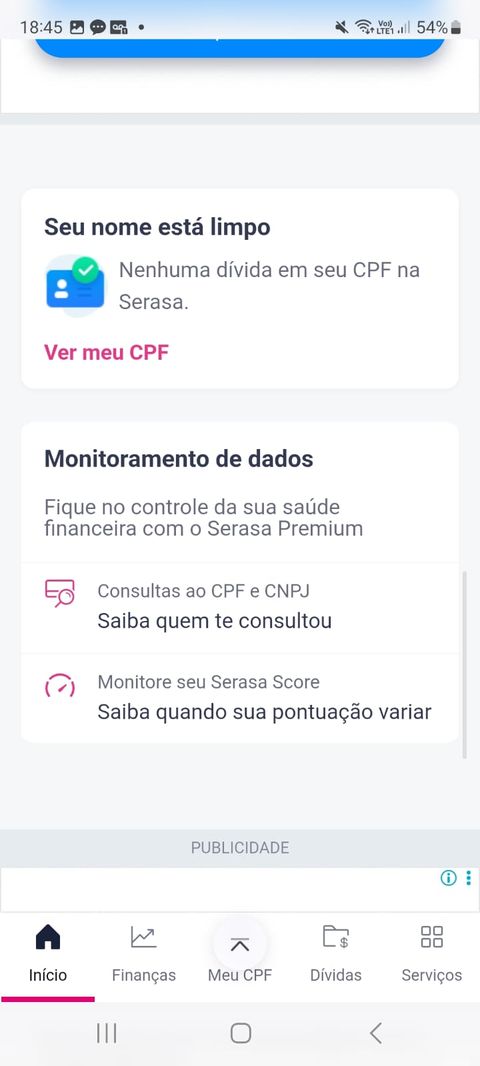 18:45
Vo)) LTE1
54%
Seu nome está limpo
Nenhuma dívida em seu CPF na
Serasa.
Ver meu CPF
Monitoramento de dados
Fique no controle da sua saúde
financeira com o Serasa Premium
Consultas ao CPF e CNPJ
Saiba quem te consultou
Monitore seu Serasa Score
Saiba quando sua pontuação variar
PUBLICIDADE
Início
Finanças
Meu CPF
Dívidas
Serviços